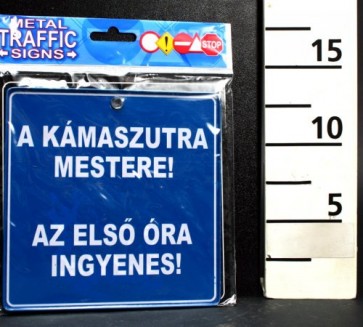 METAL
TRAFFIC
SIGNS
STOP
A KÁMASZUTRA
MESTERE!
AZ ELSŐ ÓRA
INGYENES!
15
10
5